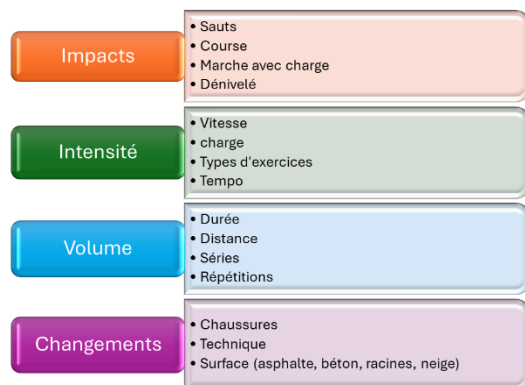 Impacts
• Sauts
• Course
• Marche avec charge
• Dénivelé
Intensité
• Vitesse
• charge
• Types d'exercices
• Tempo
Volume
• Durée
• Distance
• Séries
• Répétitions
Changements
• Chaussures
• Technique
• Surface (asphalte, béton, racines, neige)